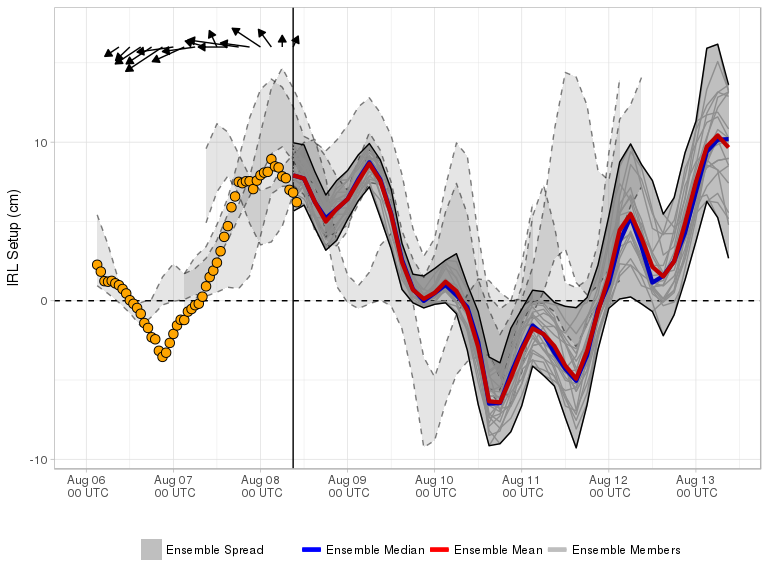 IRL Setup (cm)
10
0
-10
Aug 06 Aug 07 Aug 08 Aug 09 Aug 10 Aug 11 Aug 12 Aug 13
00 UTC 00 UTC 00 UTC 00 UTC 00 UTC 00 UTC 00 UTC 00 UTC
Ensemble Spread Ensemble Median Ensemble Mean Ensemble Members